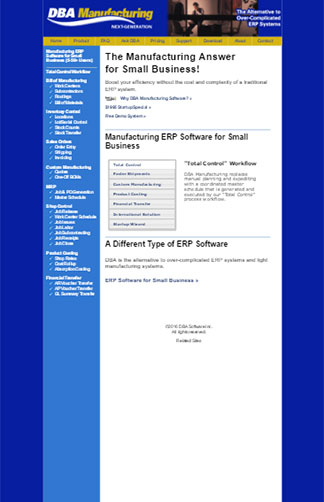 DBA Manufacturing
NEXT-GENERATION
The Alternative to
Over-Complicated
ERP Systems
Home Product FAQ Ask DBA Pricing Support Download About Contact
Manufacturing ERP
Software for Small
Business (5-50+ Users)
Total Control Workflow
Bill of Manufacturing
Work Centers
Subcontractors
Routings
Bills of Materials
Inventory Control
Locations
Lot/Serial Control
Stock Counts
Stock Transfer
Sales Orders
Order Entry
Shipping
Invoicing
Custom Manufacturing
Quotes
One-Off BOMs
MRP
Job & PO Generation
Master Schedule
Shop Control
Job Release
Work Center Schedule
Job Issues
Job Labor
Job Subcontracting
Job Receipts
Job Close
Product Costing
Shop Rates
Cost Rollup
Absorption Costing
Financial Transfer
AR Voucher Transfer
AP Voucher Transfer
GL Summary Transfer
The Manufacturing Answer
for Small Business!
Boost your efficiency without the cost and complexity of a traditional
ERP system.
Why DBA Manufacturing Software? »
Startup Special »
Free Demo System »
Manufacturing ERP Software for Small
Business
Total Control
Faster Shipments
Custom Manufacturing
Product Costing
Financial Transfer
International Solution
Startup Wizard
"Total Control" Workflow
DBA Manufacturing replaces
manual planning and expediting
with a coordinated master
schedule that is generated and
executed by our "Total Control"
process workflow.
A Different Type of ERP Software
DBA is the alternative to over-complicated ERP systems and light
manufacturing systems.
ERP Software for Small Business »
DBA Software Inc.
All rights reserved.
Related Sites